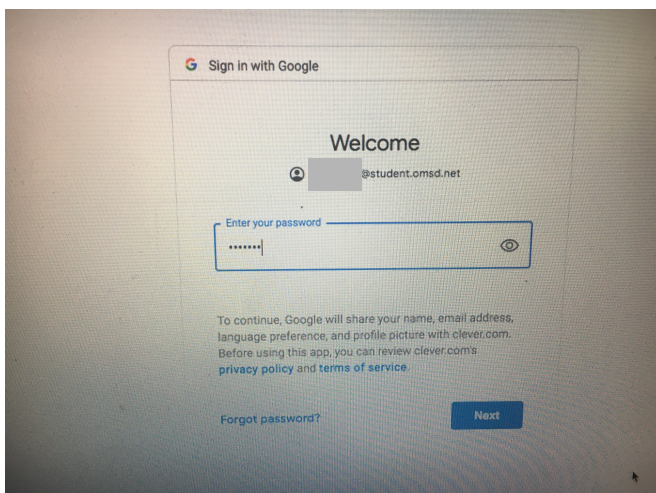 Sign in with Google
Welcome
@student.omsd.net
Enter your password
•••••••
To continue, Google will share your name, email address,
language preference, and profile picture with clever.com.
Before using this app, you can review clever.com's
privacy policy and terms of service.
Forgot password?
Next